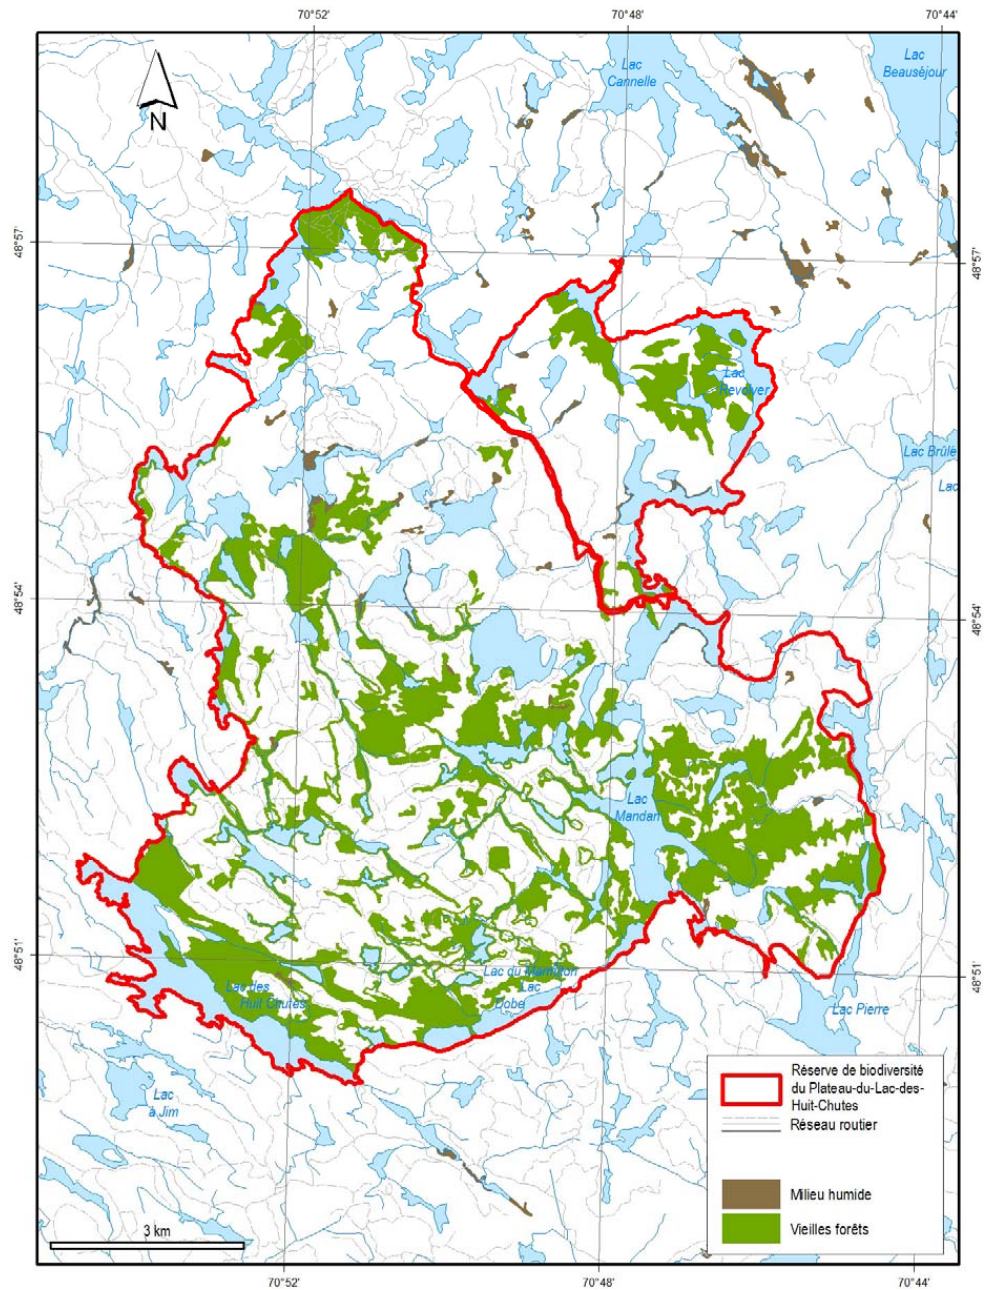 70°52'
70°48'
70°44'
Lac
Cannelle
Lac
Beauséjour
N
48°57'
48°57'
Lac
Revolver
Lac Brûlé
Lac
48°54'
48°54'
Lac
Mandan
48°51'
48°51'
Lac du Marmiton
Lac des
Huit Chutes
Lac
Dobe
Lac Pierre
Lac
à Jim
Réserve de biodiversité
du Plateau-du-Lac-des-
Huit-Chutes
Réseau routier
Milieu humide
Vieilles forêts
3 km
70°52'
70°48'
70°44'